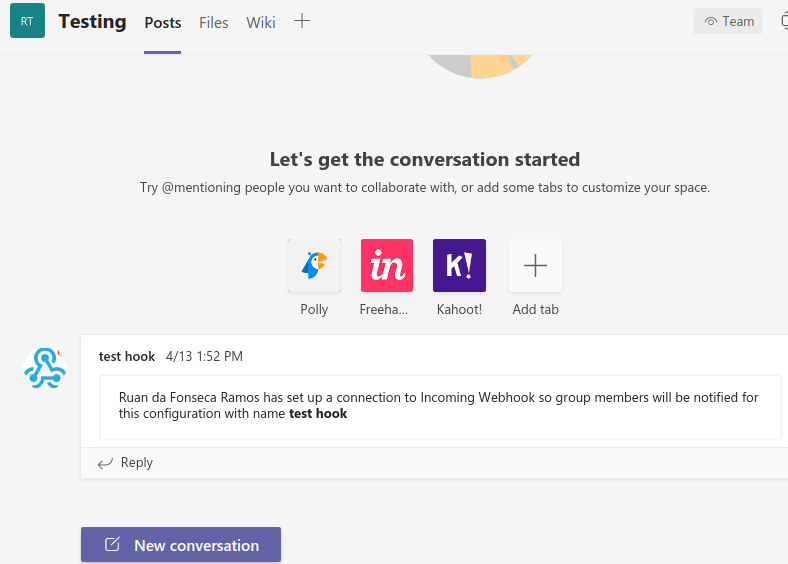 RT Testing Posts Files Wiki Team
Let's get the conversation started
Try @mentioning people you want to collaborate with, or add some tabs to customize your space.
in K!
Polly Freeha... Kahoot! Add tab
test hook 4/13 1:52 PM
Ruan da Fonseca Ramos has set up a connection to Incoming Webhook so group members will be notified for
this configuration with name test hook
Reply
New conversation